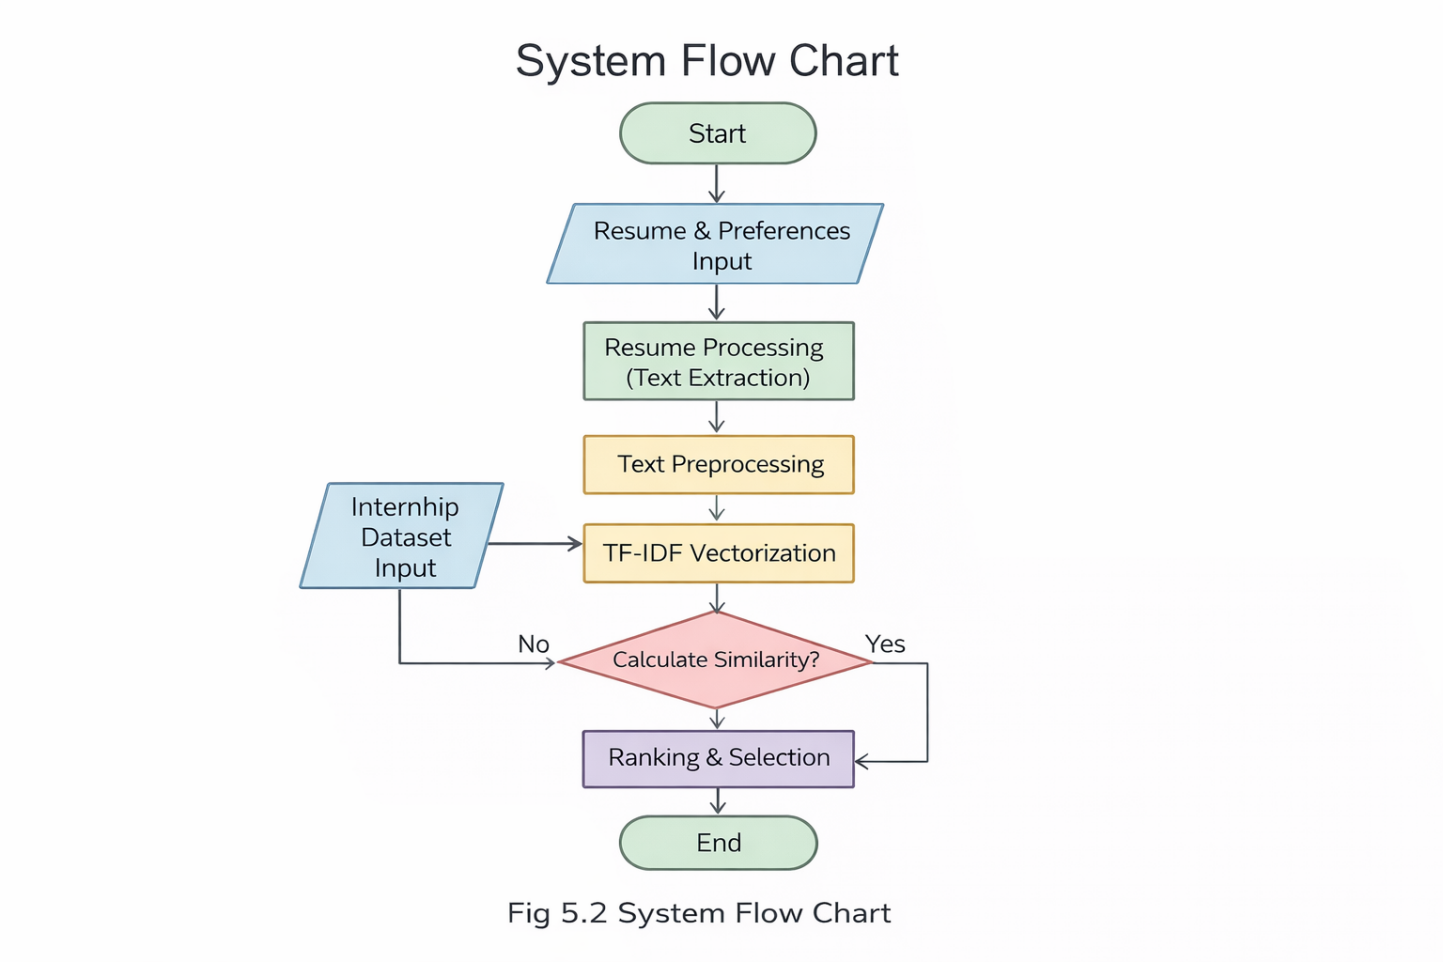 System Flow Chart
Start
Resume & Preferences
Input
Resume Processing
(Text Extraction)
Text Preprocessing
Internhip
Dataset
Input
TF-IDF Vectorization
No
Yes
Calculate Similarity?
Ranking & Selection
End
Fig 5.2 System Flow Chart